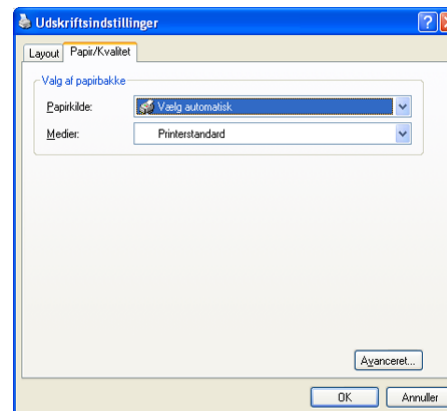 Udskriftsindstillinger
Layout Papir/Kvalitet
Valg af papirbakke
Papirkilde: Vælg automatisk
Medier: Printerstandard
Avanceret...
OK Annuller